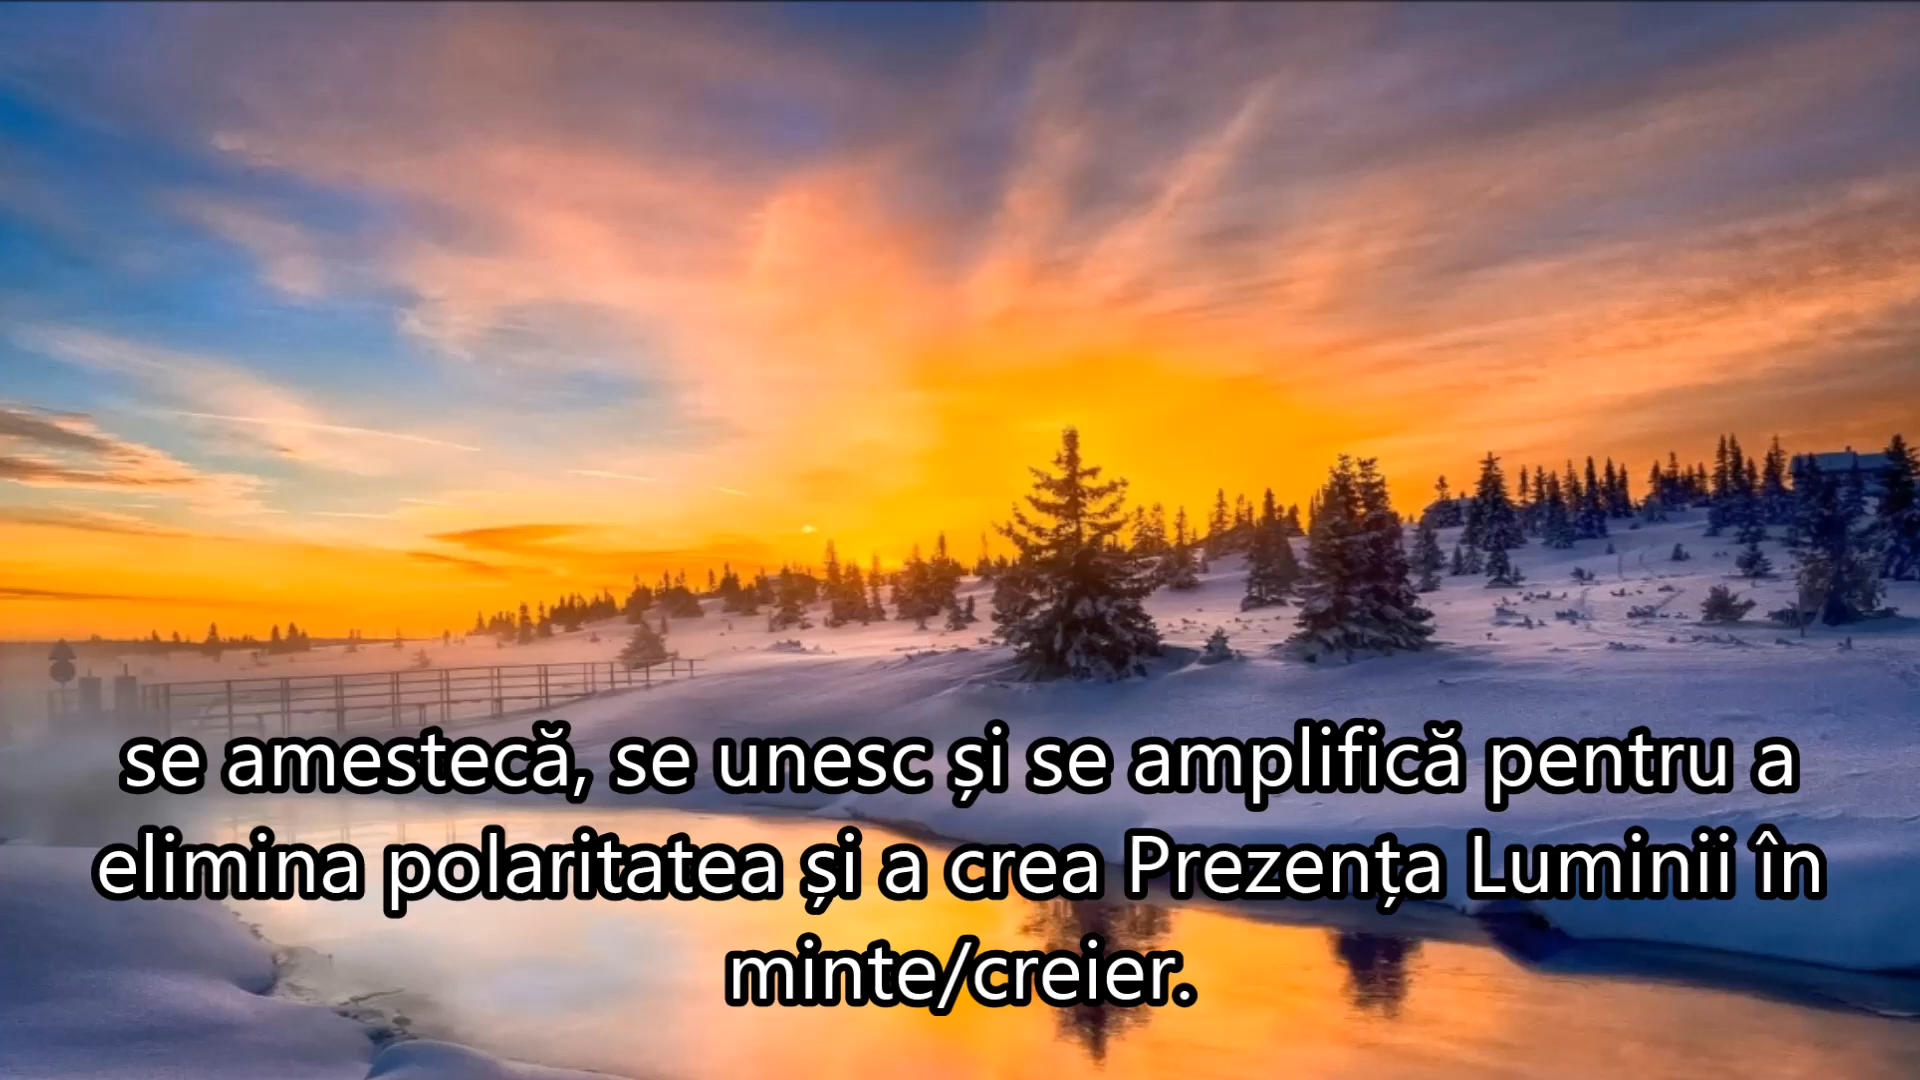 se amestecă, se unesc și se amplifică pentru a
elimina polaritatea și a crea Prezența Luminii în
minte/creier.